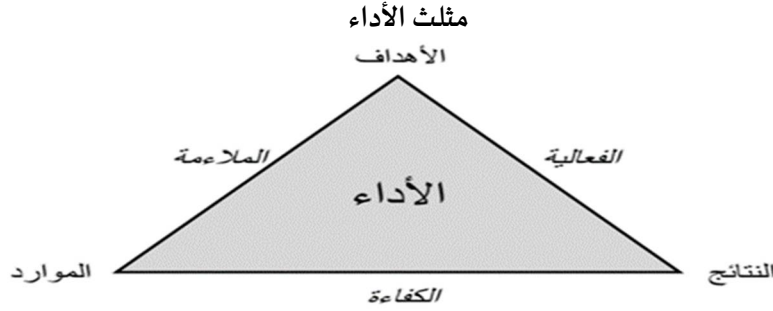 مثلث الأداء
الأهداف
الملاءمة
الفعالية
الأداء
الموارد
النتائج
الكفاءة